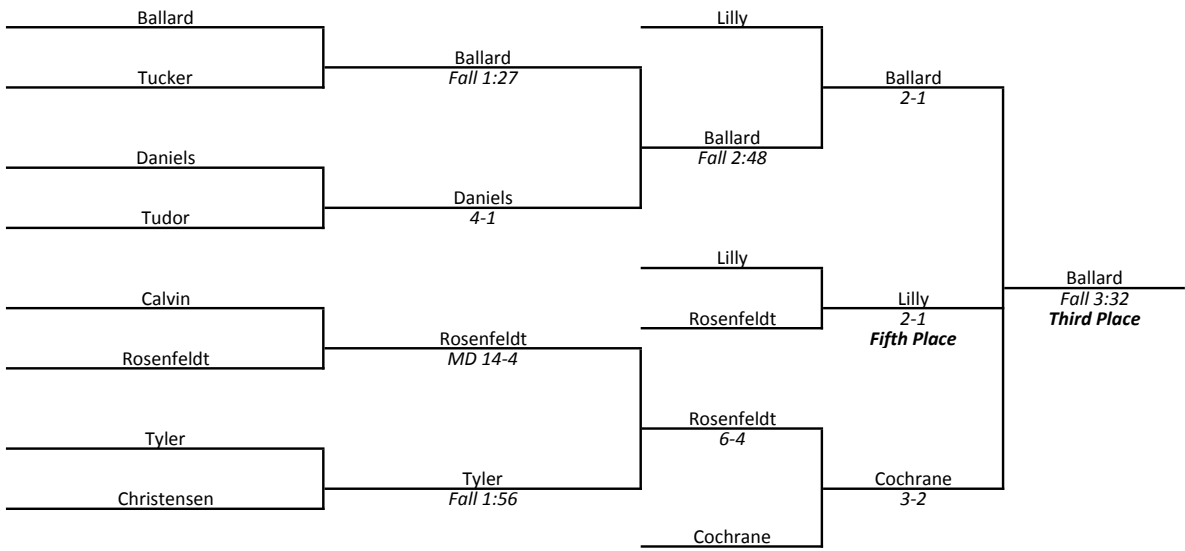 Ballard
Lilly
Ballard
Fall 1:27
Tucker
Ballard
2-1
Ballard
Fall 2:48
Daniels
Daniels
4-1
Tudor
Lilly
Ballard
Fall 3:32
Third Place
Calvin
Lilly
2-1
Fifth Place
Rosenfeldt
Rosenfeldt
MD 14-4
Rosenfeldt
Rosenfeldt
6-4
Tyler
Tyler
Fall 1:56
Cochrane
3-2
Christensen
Cochrane